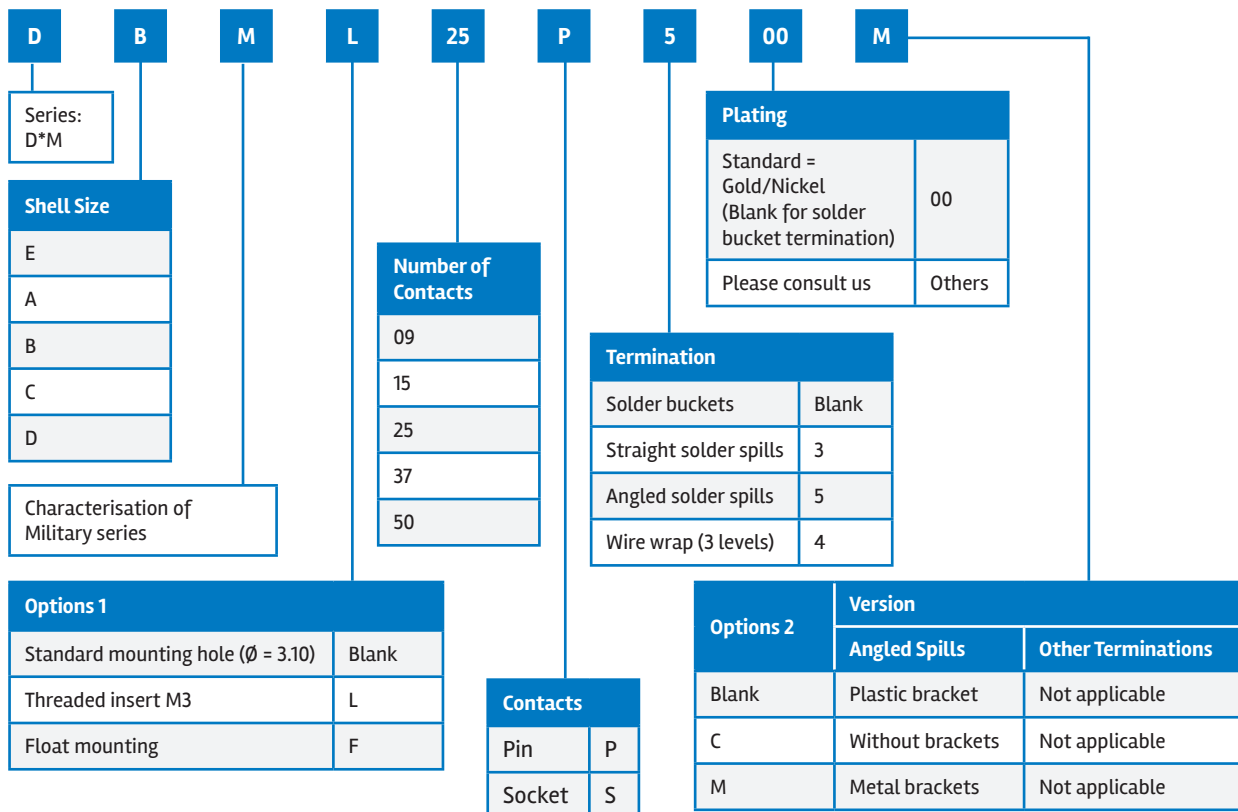 D B M L 25 P 5 00 M
Series:
D*M
Shell Size
E
A
B
C
D
Characterisation of
Military series
Options 1
Standard mounting hole (Ø = 3.10) Blank
Threaded insert M3 L
Float mounting F
Number of
Contacts
09
15
25
37
50
Contacts
Pin P
Socket S
Termination
Solder buckets Blank
Straight solder spills 3
Angled solder spills 5
Wire wrap (3 levels) 4
Plating
Standard =
Gold/Nickel
(Blank for solder
bucket termination)
00
Please consult us Others
Options 2
Version
Angled Spills Other Terminations
Blank Plastic bracket Not applicable
C Without brackets Not applicable
M Metal brackets Not applicable